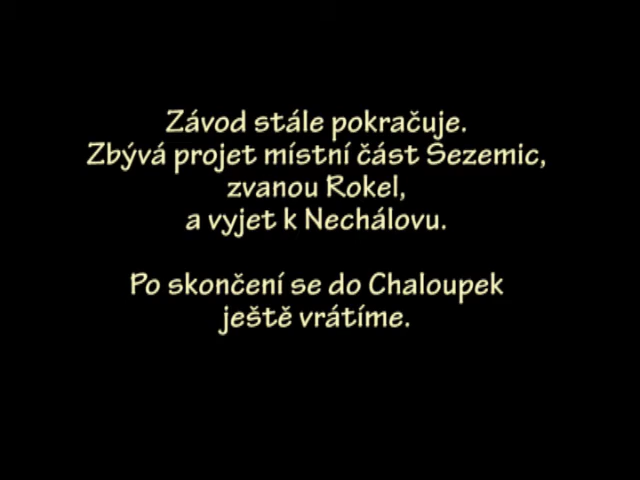 Závod stále pokračuje.
Zbývá projet místní část Sezemic,
zvanou Rokel,
a vyjet k Nechálovu.
Po skončení se do Chaloupek
ještě vrátíme.